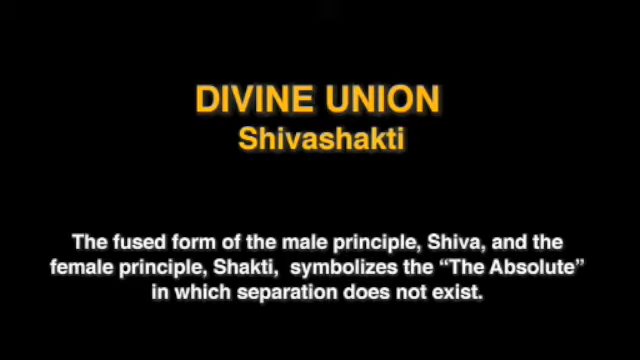 DIVINE UNION
Shivashakti
The fused form of the male principle, Shiva, and the
female principle, Shakti,  symbolizes the “The Absolute”
in which separation does not exist.